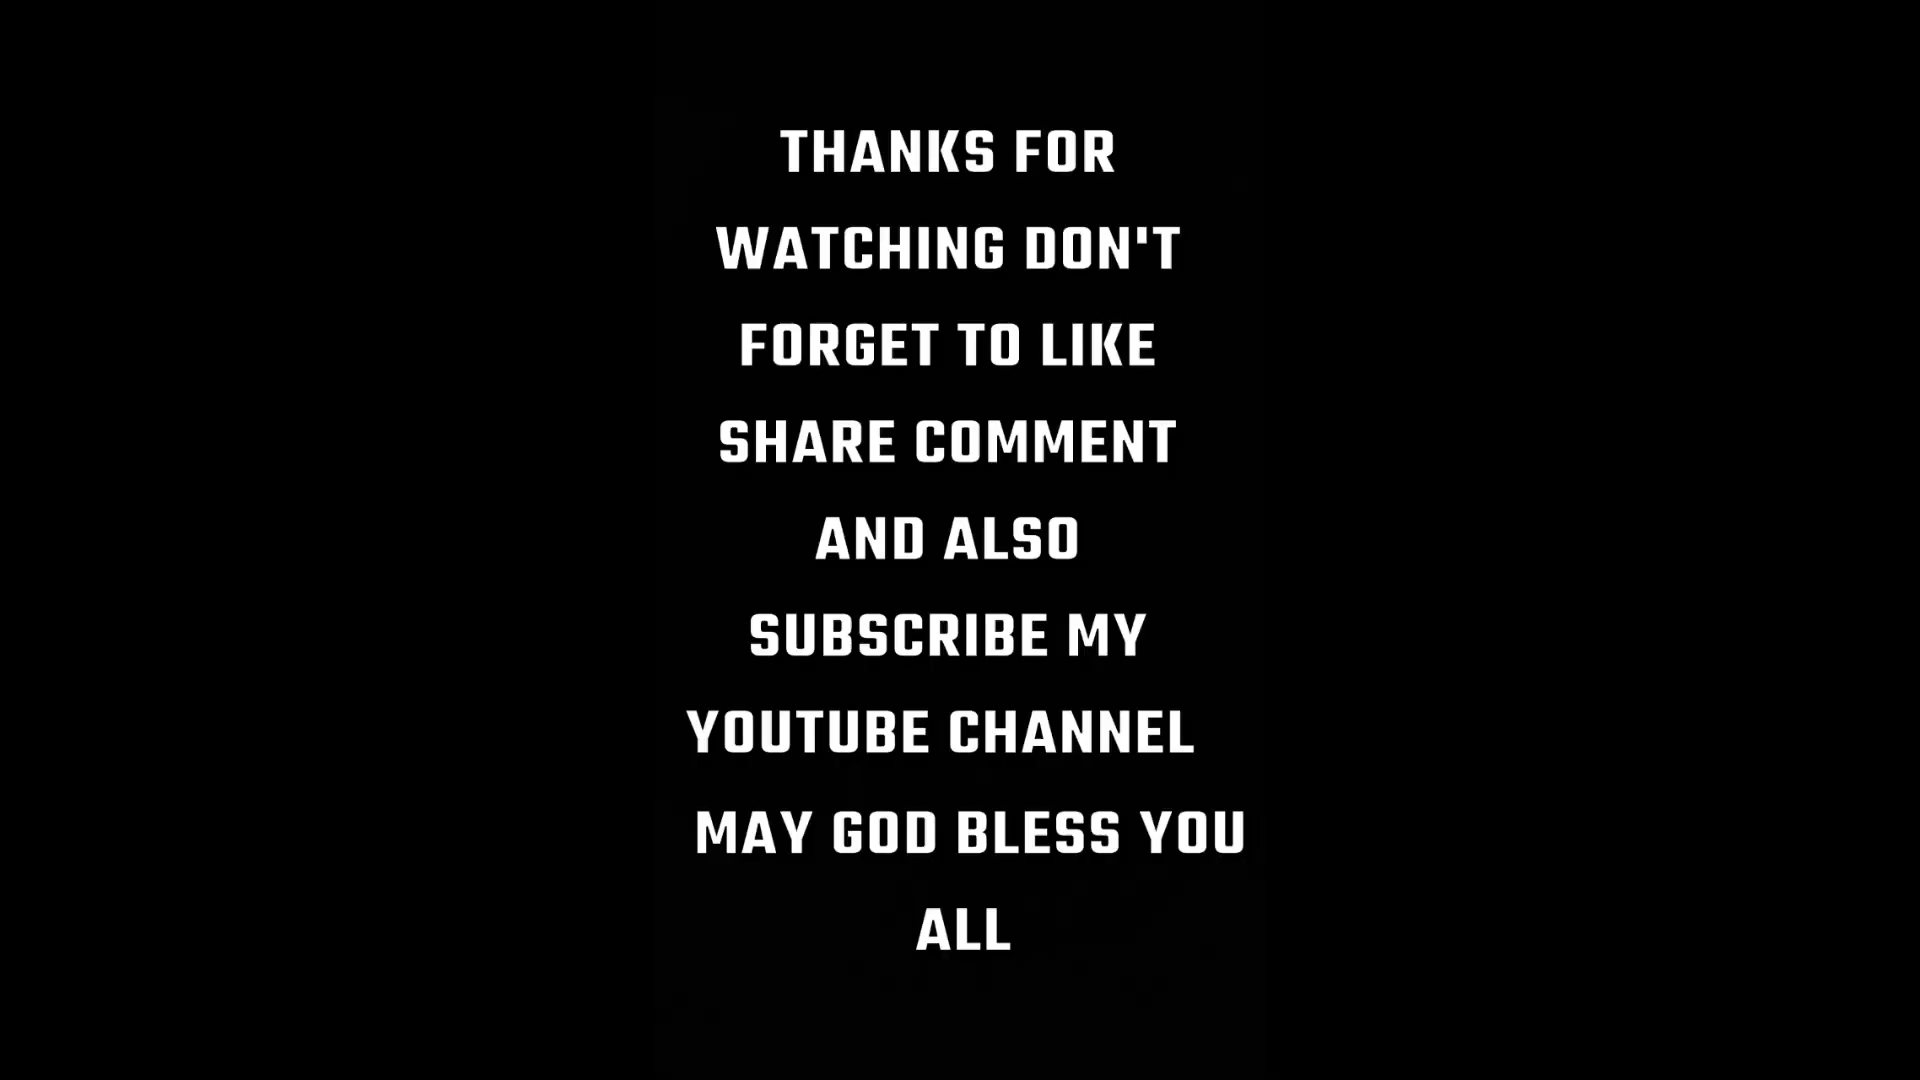 THANKS FOR
WATCHING DON'T
FORGET TO LIKE
SHARE COMMENT
AND ALSO
SUBSCRIBE MY
YOUTUBE CHANNEL
MAY GOD BLESS YOU
ALL